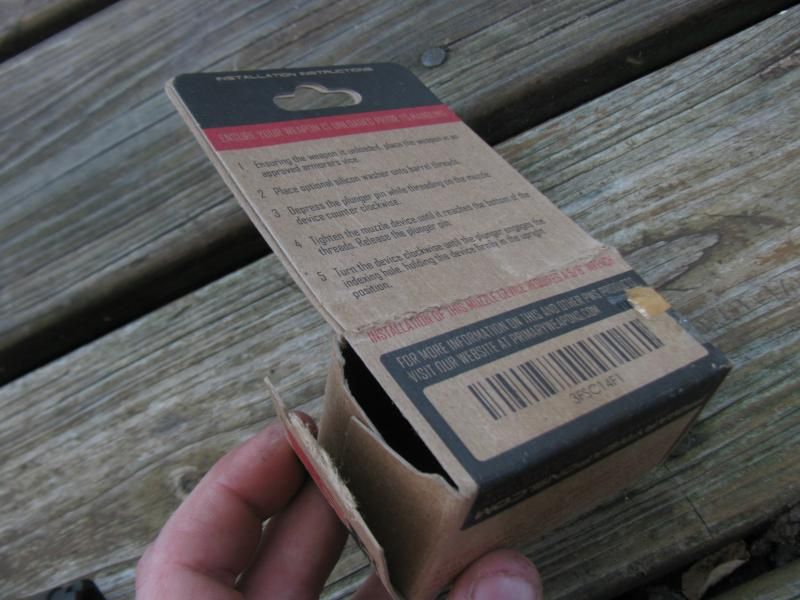 INSTALLATION INSTRUCTIONS
ENSURE YOUR WEAPON IS UNLOADED PRIOR TO HANDLING
1 Ensuring the weapon is unloaded, place the weapon in an
approved armorer's vice.
2 Place optional silicon washer onto barrel threads.
3 Depress the plunger pin while threading on the muzzle
device counter clockwise.
4 Tighten the muzzle device until it reaches the bottom of the
threads. Release the plunger pin.
5 Turn the device clockwise until the plunger engages the
indexing hole, holding the device firmly in the upright
position.
INSTALLATION OF THIS MUZZLE DEVICE REQUIRES A 5/8" WRENCH
FOR MORE INFORMATION ON THIS AND OTHER PWS
VISIT OUR WEBSITE AT PRIMARYWEAPONS.COM
3FSC14F1